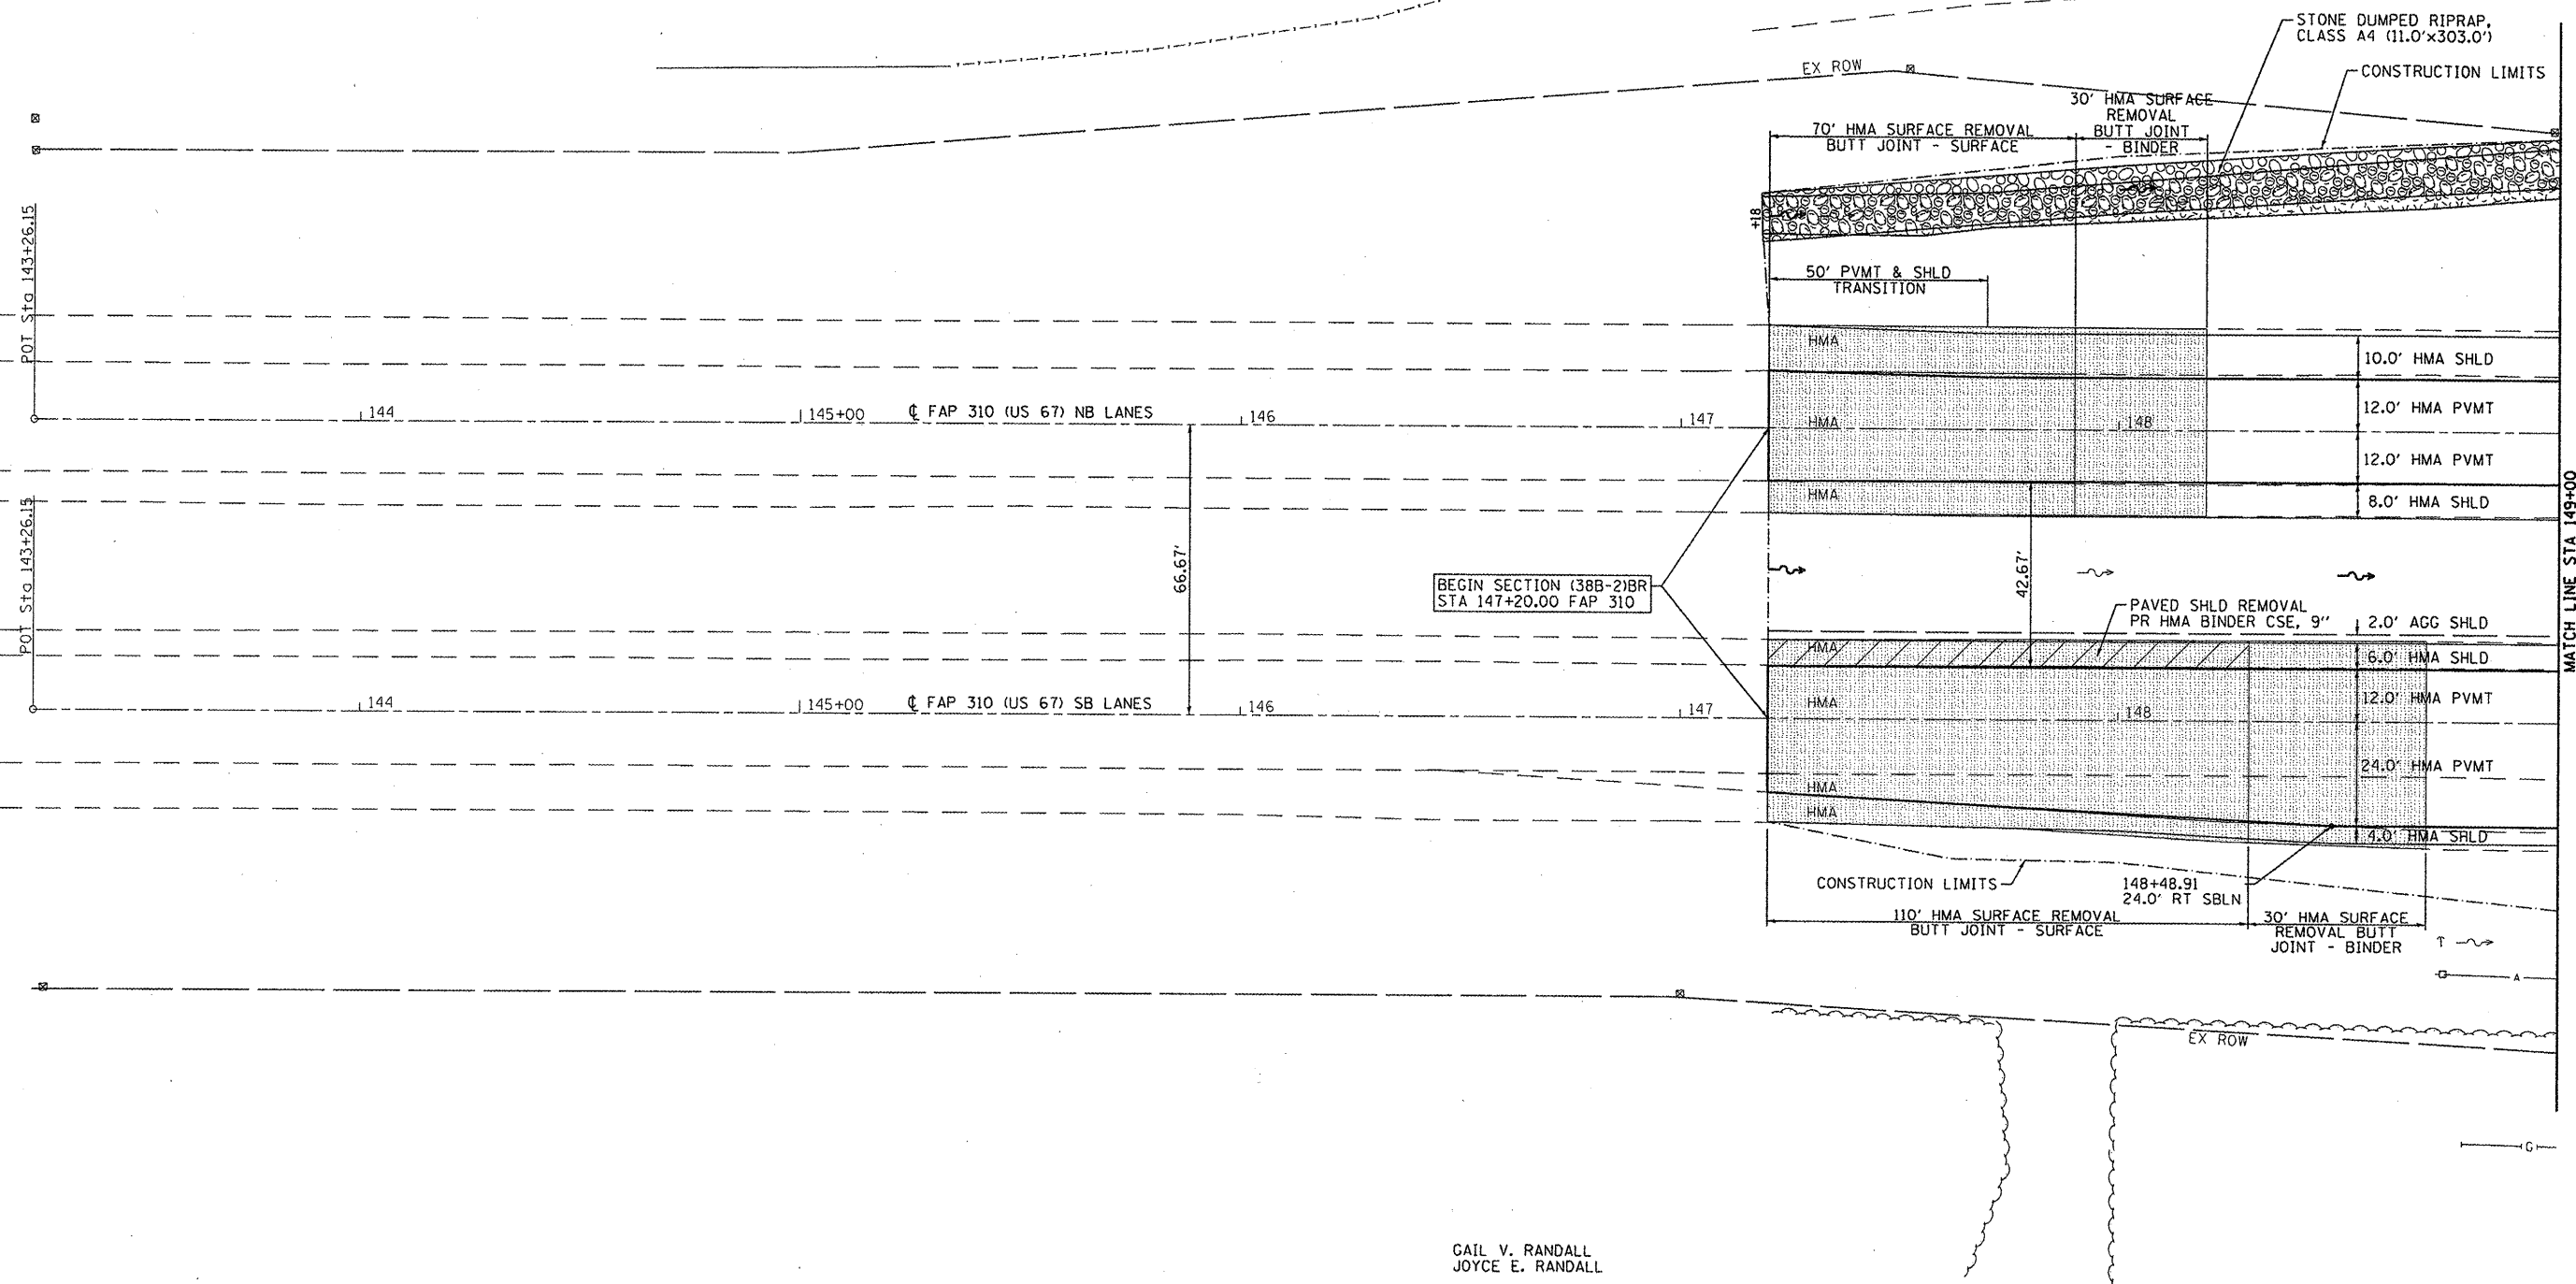 STONE DUMPED RIPRAP,
CLASS A4 (11.0'x303.0')
EX ROW
CONSTRUCTION LIMITS
30' HMA SURFACE
REMOVAL
BUTT JOINT
- BINDER
70' HMA SURFACE REMOVAL
BUTT JOINT - SURFACE
+18
POT Sta 143+26.15
50' PVMT & SHLD
TRANSITION
HMA
10.0' HMA SHLD
144
145+00
℄ FAP 310 (US 67) NB LANES
146
147
HMA
148
12.0' HMA PVMT
12.0' HMA PVMT
HMA
8.0' HMA SHLD
POT Sta 143+26.15
66.67'
42.67'
MATCH LINE STA 149+00
BEGIN SECTION (38B-2)BR
STA 147+20.00 FAP 310
PAVED SHLD REMOVAL
PR HMA BINDER CSE, 9''
2.0' AGG SHLD
HMA
6.0' HMA SHLD
144
145+00
℄ FAP 310 (US 67) SB LANES
146
147
HMA
148
12.0' HMA PVMT
24.0' HMA PVMT
HMA
HMA
4.0' HMA SHLD
CONSTRUCTION LIMITS
148+48.91
24.0' RT SBLN
110' HMA SURFACE REMOVAL
BUTT JOINT - SURFACE
30' HMA SURFACE
REMOVAL BUTT
JOINT - BINDER
T
A
EX ROW
G
GAIL V. RANDALL
JOYCE E. RANDALL